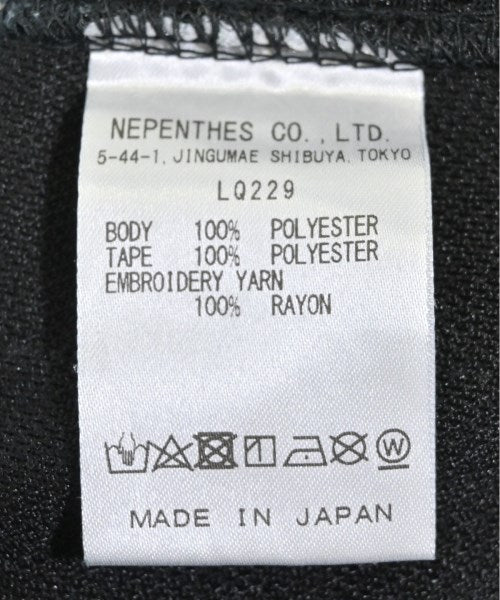 NEPENTHES CO., LTD.
5-44-1, JINGUMAE SHIBUYA, TOKYO
LQ229
BODY 100% POLYESTER
TAPE 100% POLYESTER
EMBROIDERY YARN
100% RAYON
W
MADE IN JAPAN